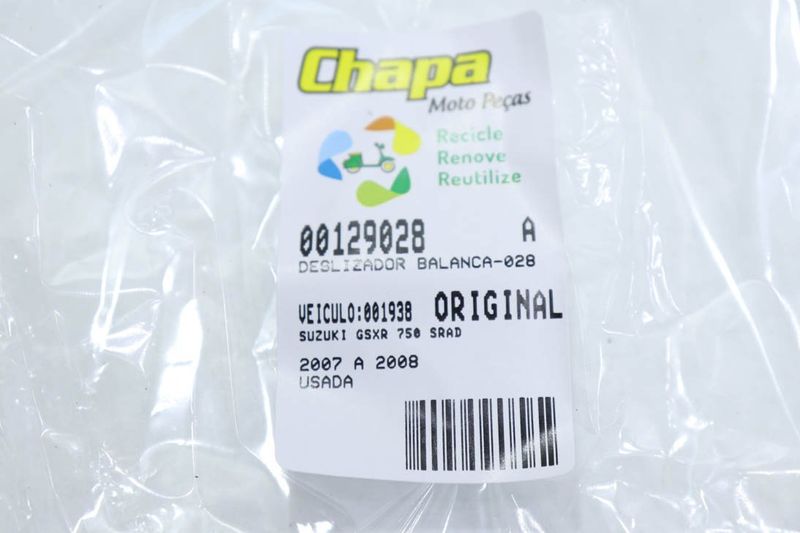 Chapa
Moto Peças
Recicle
Renove
Reutilize
00129028 A
DESLIZADOR BALANCA-028
VEICULO:001938 ORIGINAL
SUZUKI GSXR 750 SRAD
2007 A 2008
USADA